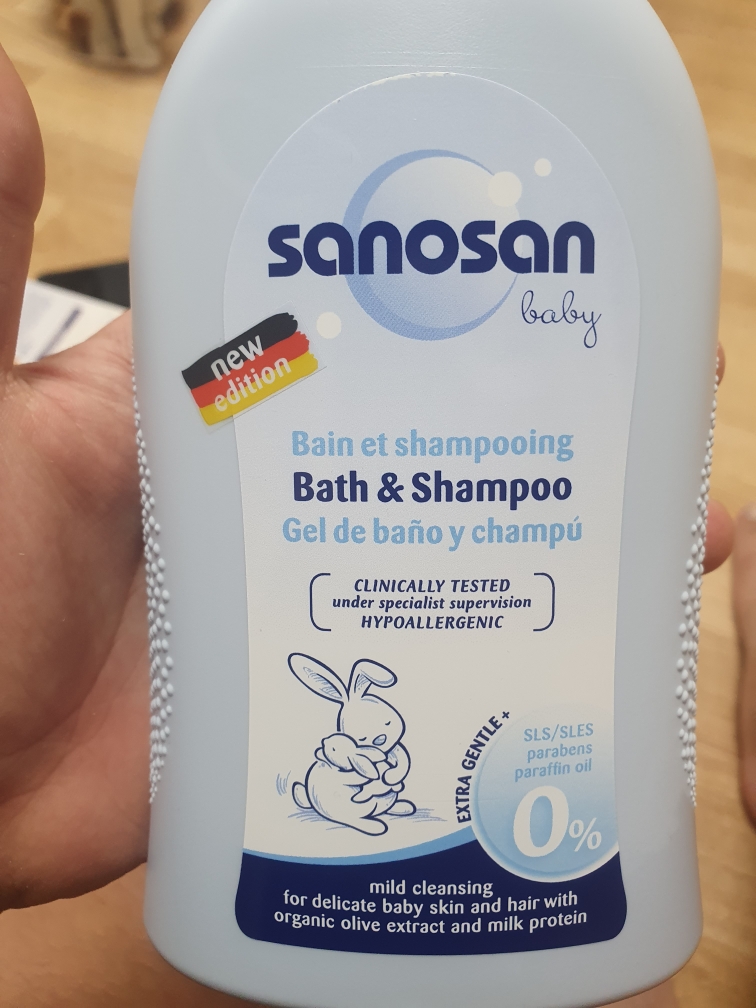 sanosan
baby
new
edition
Bain et shampooing
Bath & Shampoo
Gel de baño y champú
CLINICALLY TESTED
under specialist supervision
HYPOALLERGENIC
EXTRA GENTLE+
SLS/SLES
parabens
paraffin oil
0%
mild cleansing
for delicate baby skin and hair with
organic olive extract and milk protein